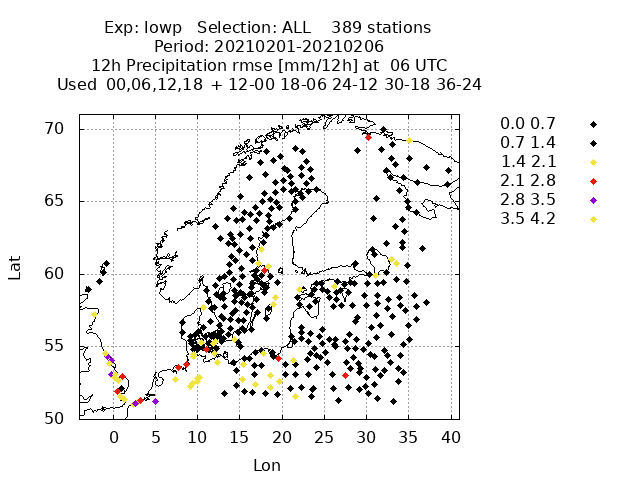 Exp: lowp   Selection: ALL    389 stations
Period: 20210201-20210206
12h Precipitation rmse [mm/12h] at  06 UTC
Used  00,06,12,18  + 12-00 18-06 24-12 30-18 36-24
70
65
60
55
50
0 5 10 15 20 25 30 35 40
Lat
Lon
0.0 0.7
0.7 1.4
1.4 2.1
2.1 2.8
2.8 3.5
3.5 4.2